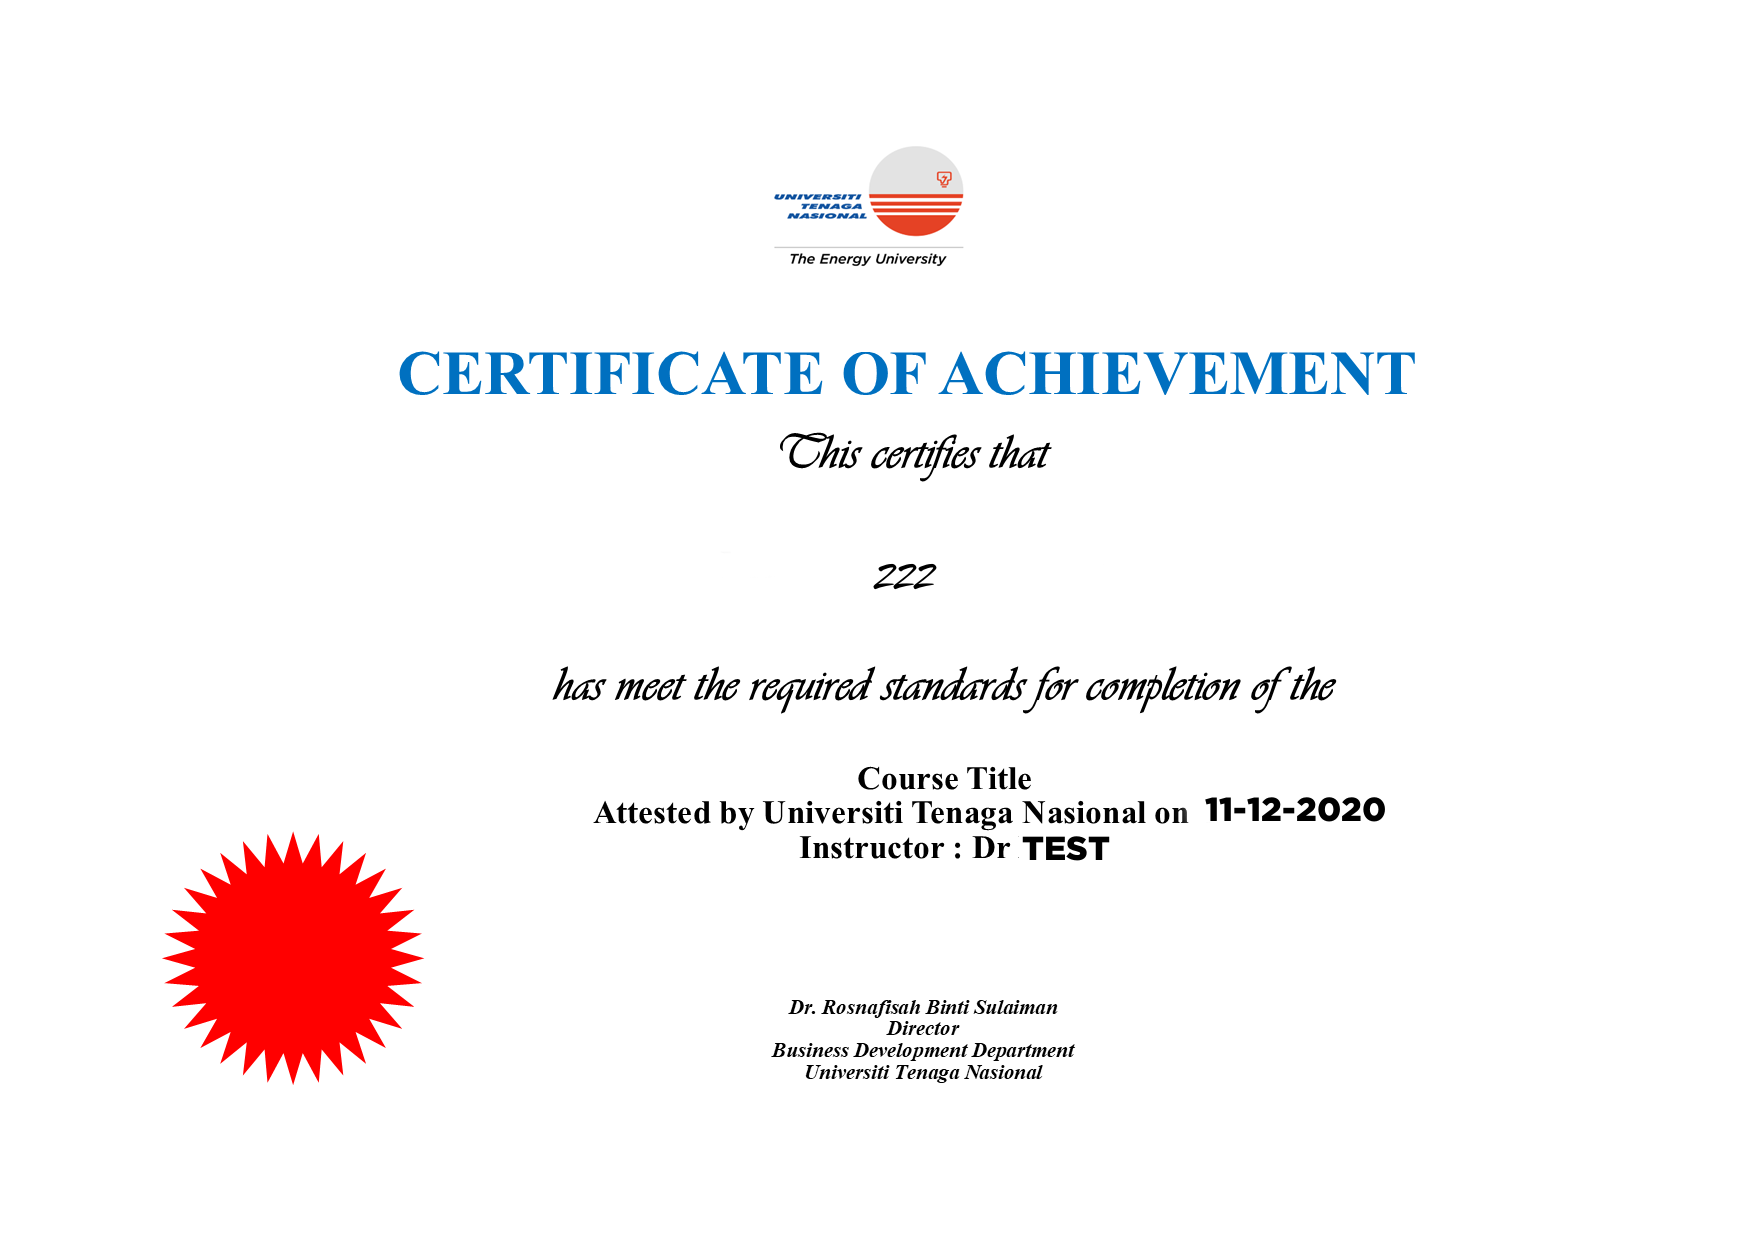 UNIVERSITI
TENAGA
NASIONAL
The Energy University
CERTIFICATE OF ACHIEVEMENT
This certifies that
222
has meet the required standards for completion of the
Course Title
Attested by Universiti Tenaga Nasional on 11-12-2020
Instructor : Dr TEST
Dr. Rosnafisah Binti Sulaiman
Director
Business Development Department
Universiti Tenaga Nasional